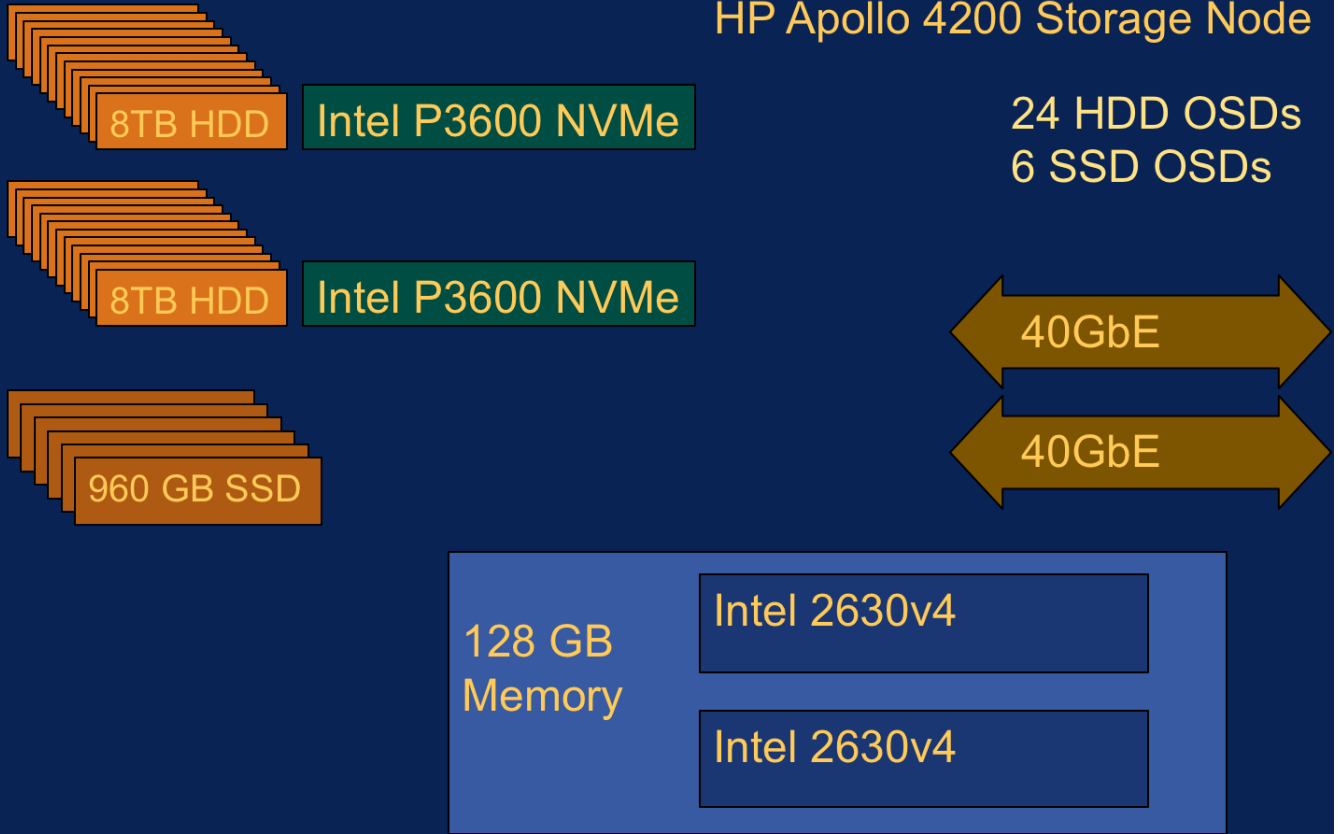 HP Apollo 4200 Storage Node
8TB HDD
Intel P3600 NVMe
24 HDD OSDs
6 SSD OSDs
8TB HDD
Intel P3600 NVMe
40GbE
40GbE
960 GB SSD
128 GB
Memory
Intel 2630v4
Intel 2630v4